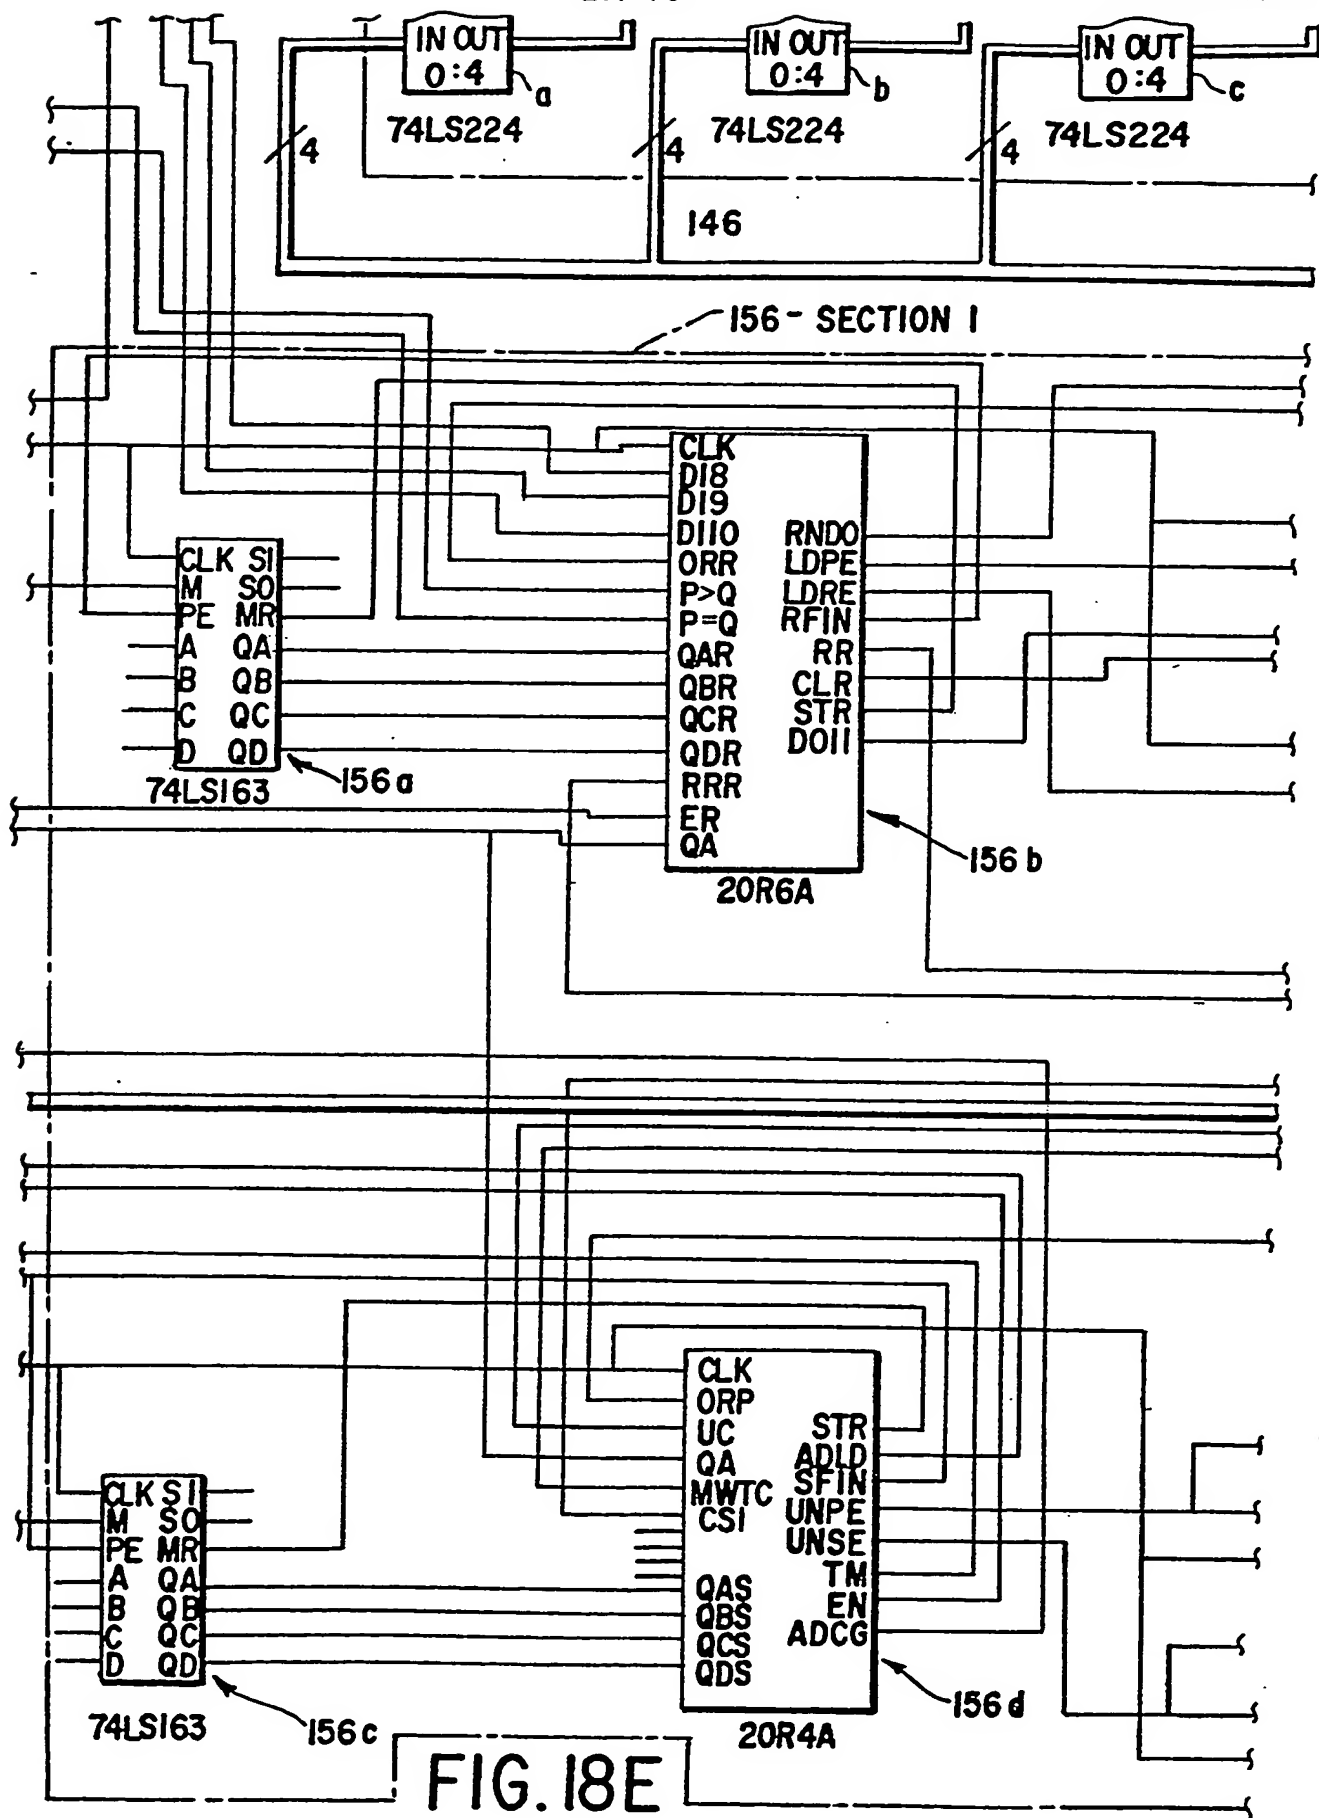 IN OUT
0:4
a
74LS224
4
IN OUT
0:4
b
74LS224
4
IN OUT
0:4
c
74LS224
4
146
156- SECTION 1
CLK
DI8
DI9
DI10
ORR
P>Q
P=Q
QAR
QBR
QCR
QDR
RRR
ER
QA
RNDO
LDPE
LDRE
RFIN
RR
CLR
STR
DO11
156b
20R6A
CLK SI
M SO
PE MR
A QA
B QB
C QC
D QD
156a
74LS163
CLK
ORP
UC
QA
MWTC
CS1
QAS
QBS
QCS
QDS
STR
ADLD
SFIN
UNPE
UNSE
TM
EN
ADCG
156d
20R4A
CLK SI
M SO
PE MR
A QA
B QB
C QC
D QD
156c
74LS163
FIG. 18E